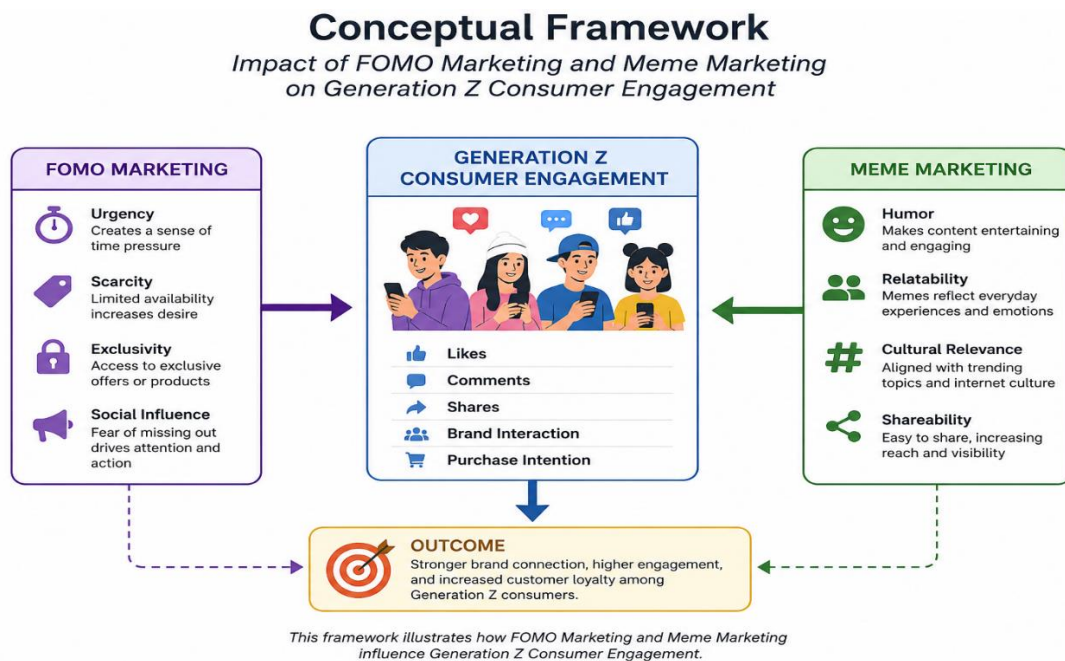 Conceptual Framework
Impact of FOMO Marketing and Meme Marketing
on Generation Z Consumer Engagement
FOMO MARKETING
Urgency
Creates a sense of
time pressure
Scarcity
Limited availability
increases desire
Exclusivity
Access to exclusive
offers or products
Social Influence
Fear of missing out
drives attention and
action
GENERATION Z
CONSUMER ENGAGEMENT
Likes
Comments
Shares
Brand Interaction
Purchase Intention
MEME MARKETING
Humor
Makes content entertaining
and engaging
Relatability
Memes reflect everyday
experiences and emotions
Cultural Relevance
Aligned with trending
topics and internet culture
Shareability
Easy to share, increasing
reach and visibility
OUTCOME
Stronger brand connection, higher engagement,
and increased customer loyalty among
Generation Z consumers.
This framework illustrates how FOMO Marketing and Meme Marketing
influence Generation Z Consumer Engagement.